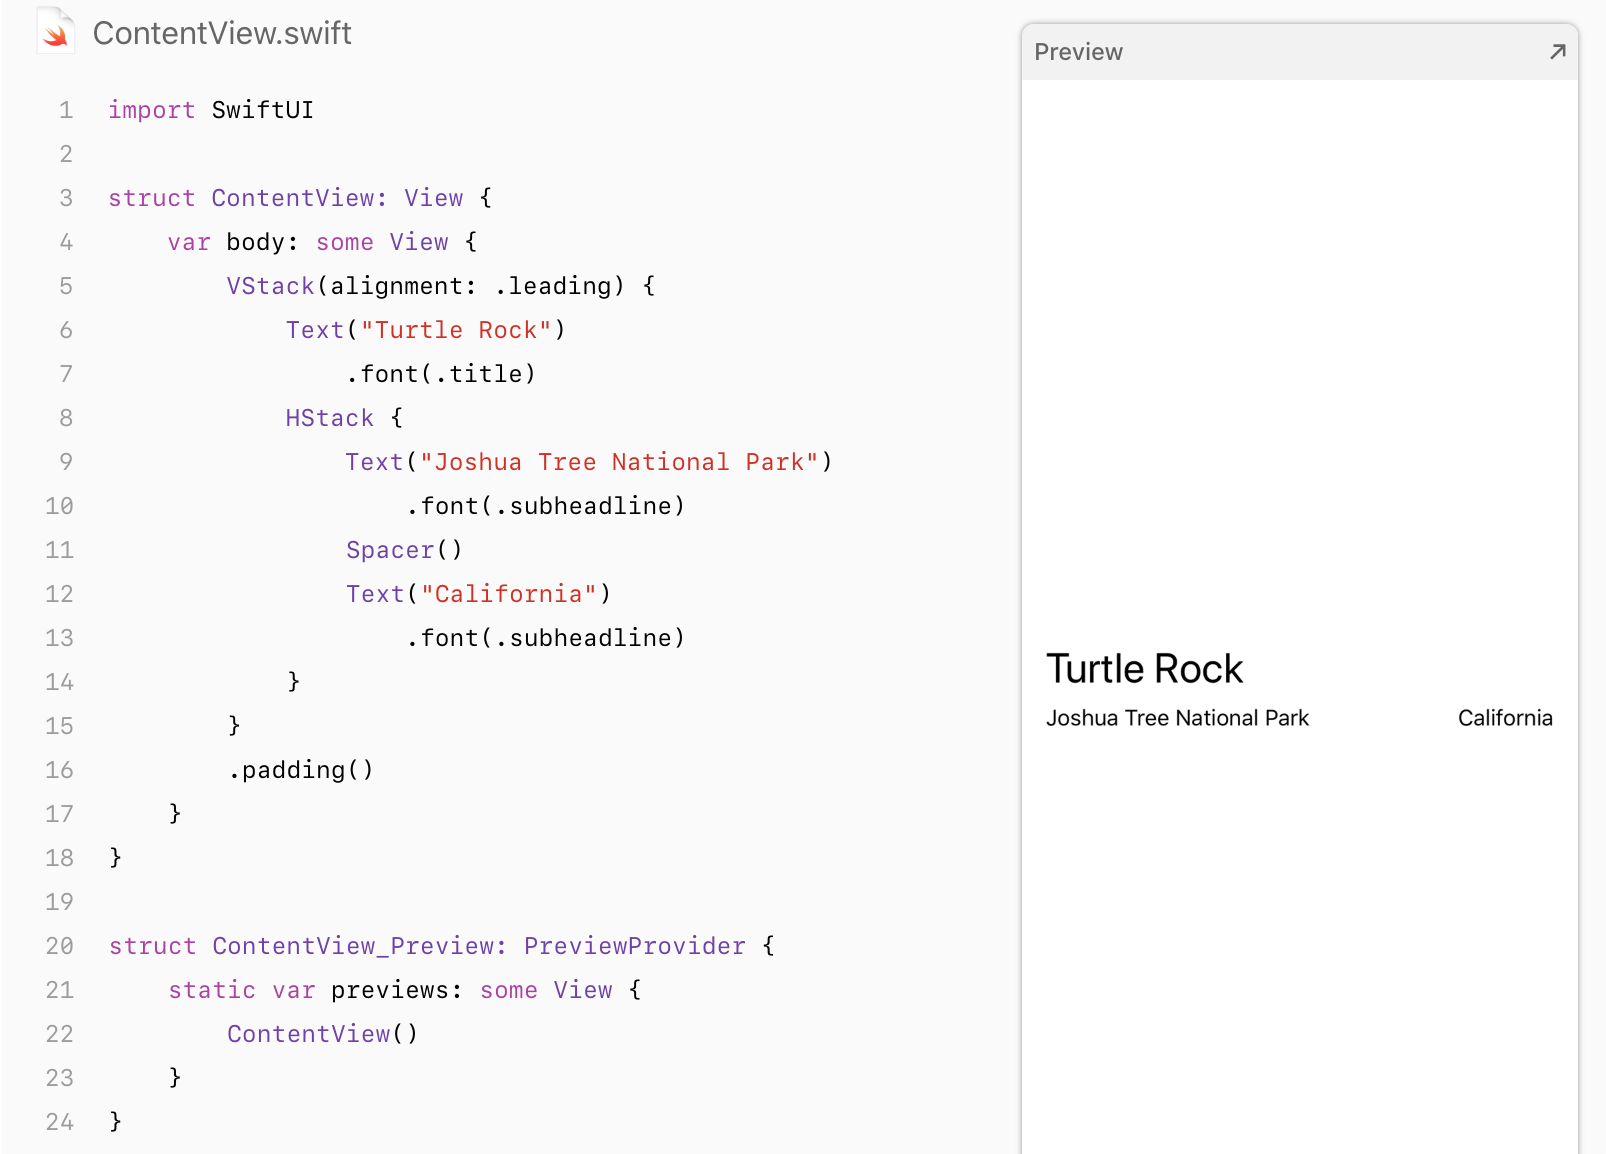 ContentView.swift
1 import SwiftUI
2
3 struct ContentView: View {
4     var body: some View {
5         VStack(alignment: .leading) {
6             Text("Turtle Rock")
7                 .font(.title)
8             HStack {
9                 Text("Joshua Tree National Park")
10                     .font(.subheadline)
11                 Spacer()
12                 Text("California")
13                     .font(.subheadline)
14             }
15         }
16         .padding()
17     }
18 }
19
20 struct ContentView_Preview: PreviewProvider {
21     static var previews: some View {
22         ContentView()
23     }
24 }
Preview
Turtle Rock
Joshua Tree National Park California